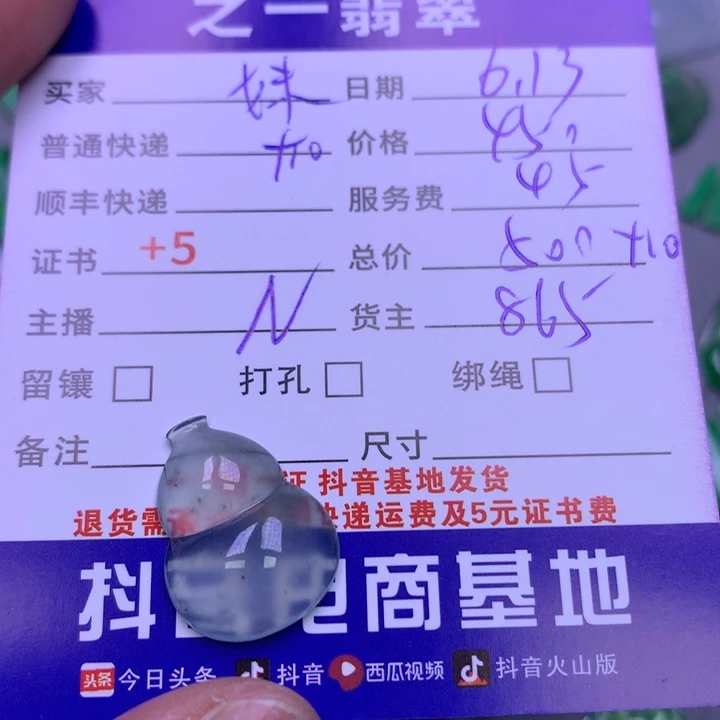 之一翡翠
买家 妹 日期 6.13
普通快递 +10 价格 450
顺丰快递 服务费 45
证书 +5 总价 500 +10
主播 N 货主 865
留镶 打孔 绑绳
备注 尺寸
证 抖音基地发货
退货需 快递运费及5元证书费
抖 电商基地
头条 今日头条 抖音 西瓜视频 抖音火山版